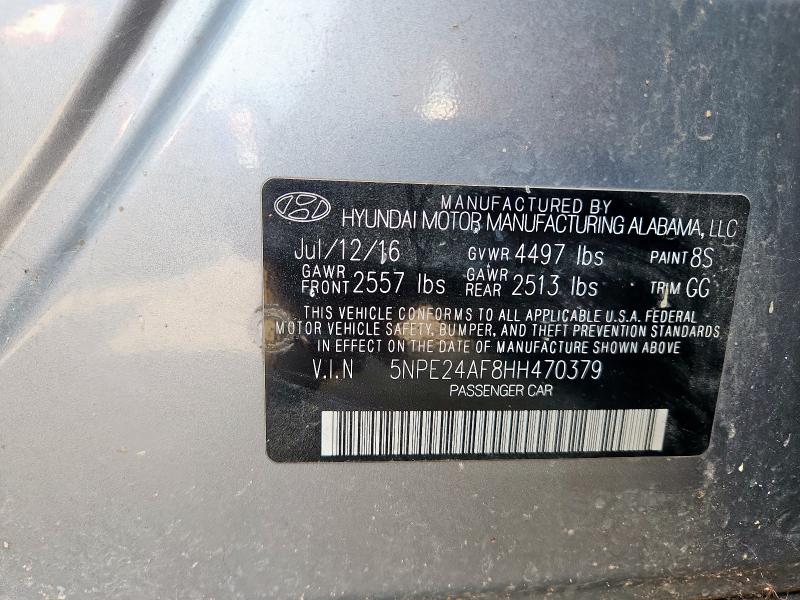 MANUFACTURED BY
HYUNDAI MOTOR MANUFACTURING ALABAMA, LLC
Jul/12/16 GVWR 4497 lbs PAINT 8S
GAWR FRONT 2557 lbs GAWR REAR 2513 lbs TRIM GG
THIS VEHICLE CONFORMS TO ALL APPLICABLE U.S.A. FEDERAL
MOTOR VEHICLE SAFETY, BUMPER, AND THEFT PREVENTION STANDARDS
IN EFFECT ON THE DATE OF MANUFACTURE SHOWN ABOVE
V.I.N 5NPE24AF8HH470379
PASSENGER CAR